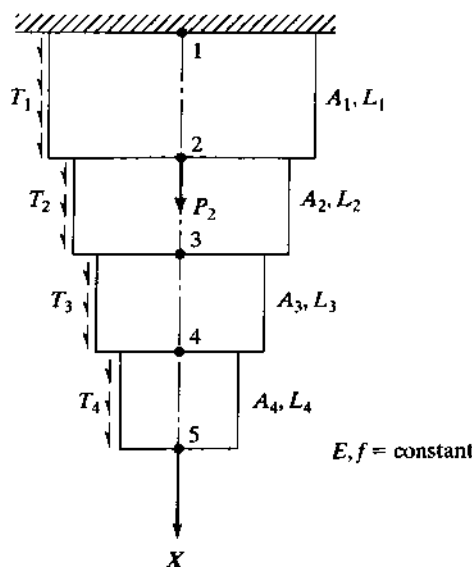 1
T₁
A₁, L₁
2
T₂
P₂
A₂, L₂
3
T₃
A₃, L₃
4
T₄
A₄, L₄
5
E, f = constant
X